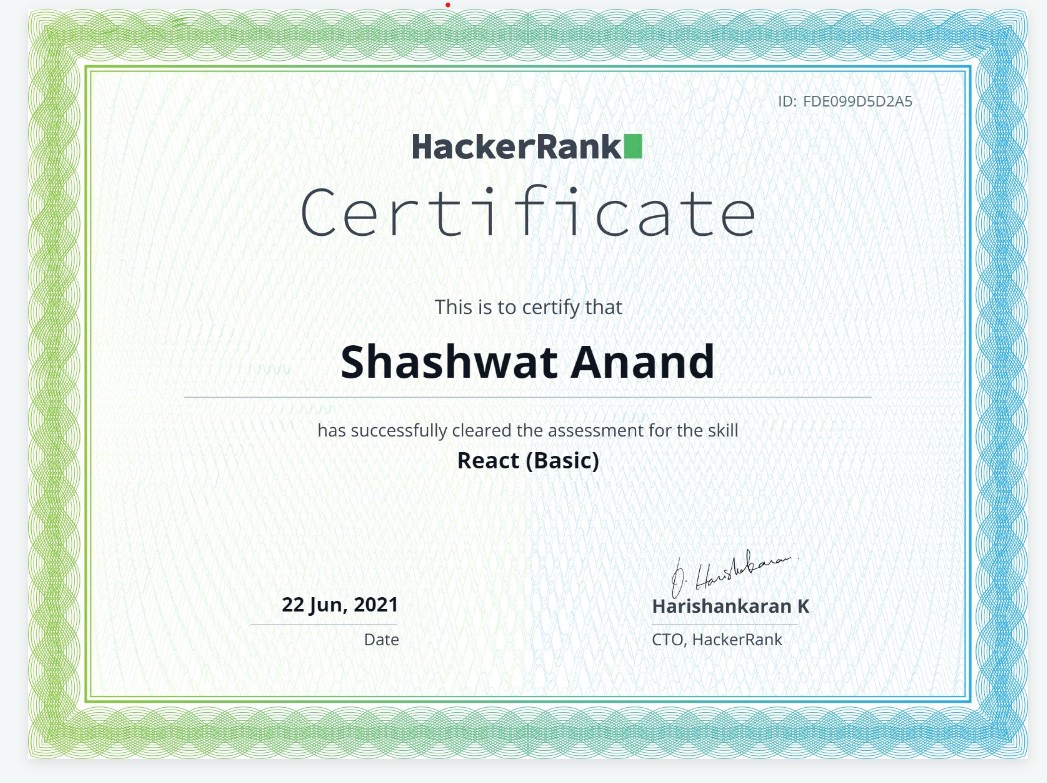 ID: FDE099D5D2A5
HackerRank
Certificate
This is to certify that
Shashwat Anand
has successfully cleared the assessment for the skill
React (Basic)
22 Jun, 2021
Date
Harishankaran K
CTO, HackerRank